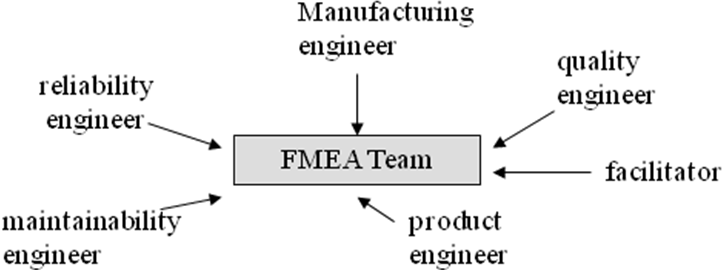 Manufacturing
engineer
quality
engineer
reliability
engineer
FMEA Team
facilitator
maintainability
engineer
product
engineer